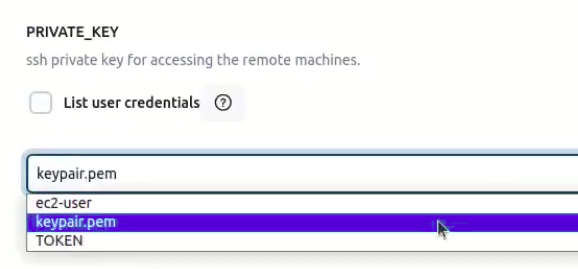 PRIVATE_KEY
ssh private key for accessing the remote machines.
List user credentials ?
keypair.pem
ec2-user
keypair.pem
TOKEN